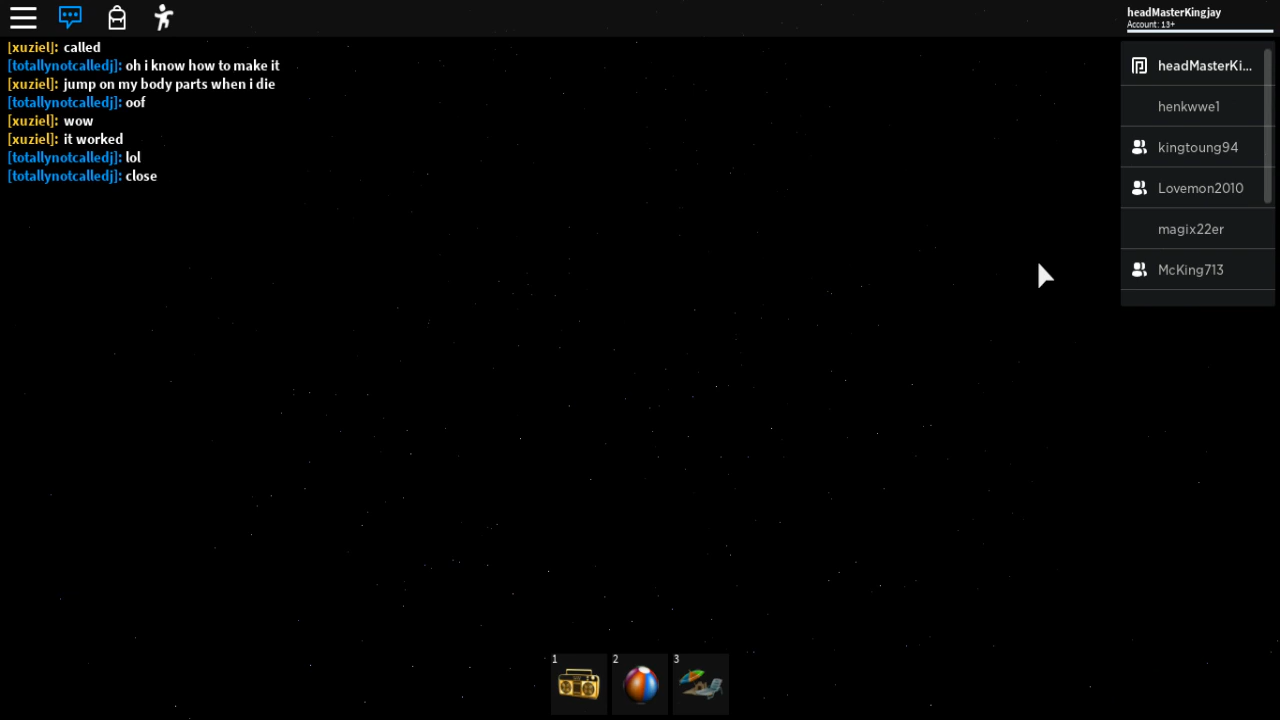 headMasterKingjay
Account: 13+
[xuziel]: called
[totallynotcalledj]: oh i know how to make it
[xuziel]: jump on my body parts when i die
[totallynotcalledj]: oof
[xuziel]: wow
[xuziel]: it worked
[totallynotcalledj]: lol
[totallynotcalledj]: close
headMasterKi...
henkwwe1
kingtoung94
Lovemon2010
magix22er
McKing713
1
2
3